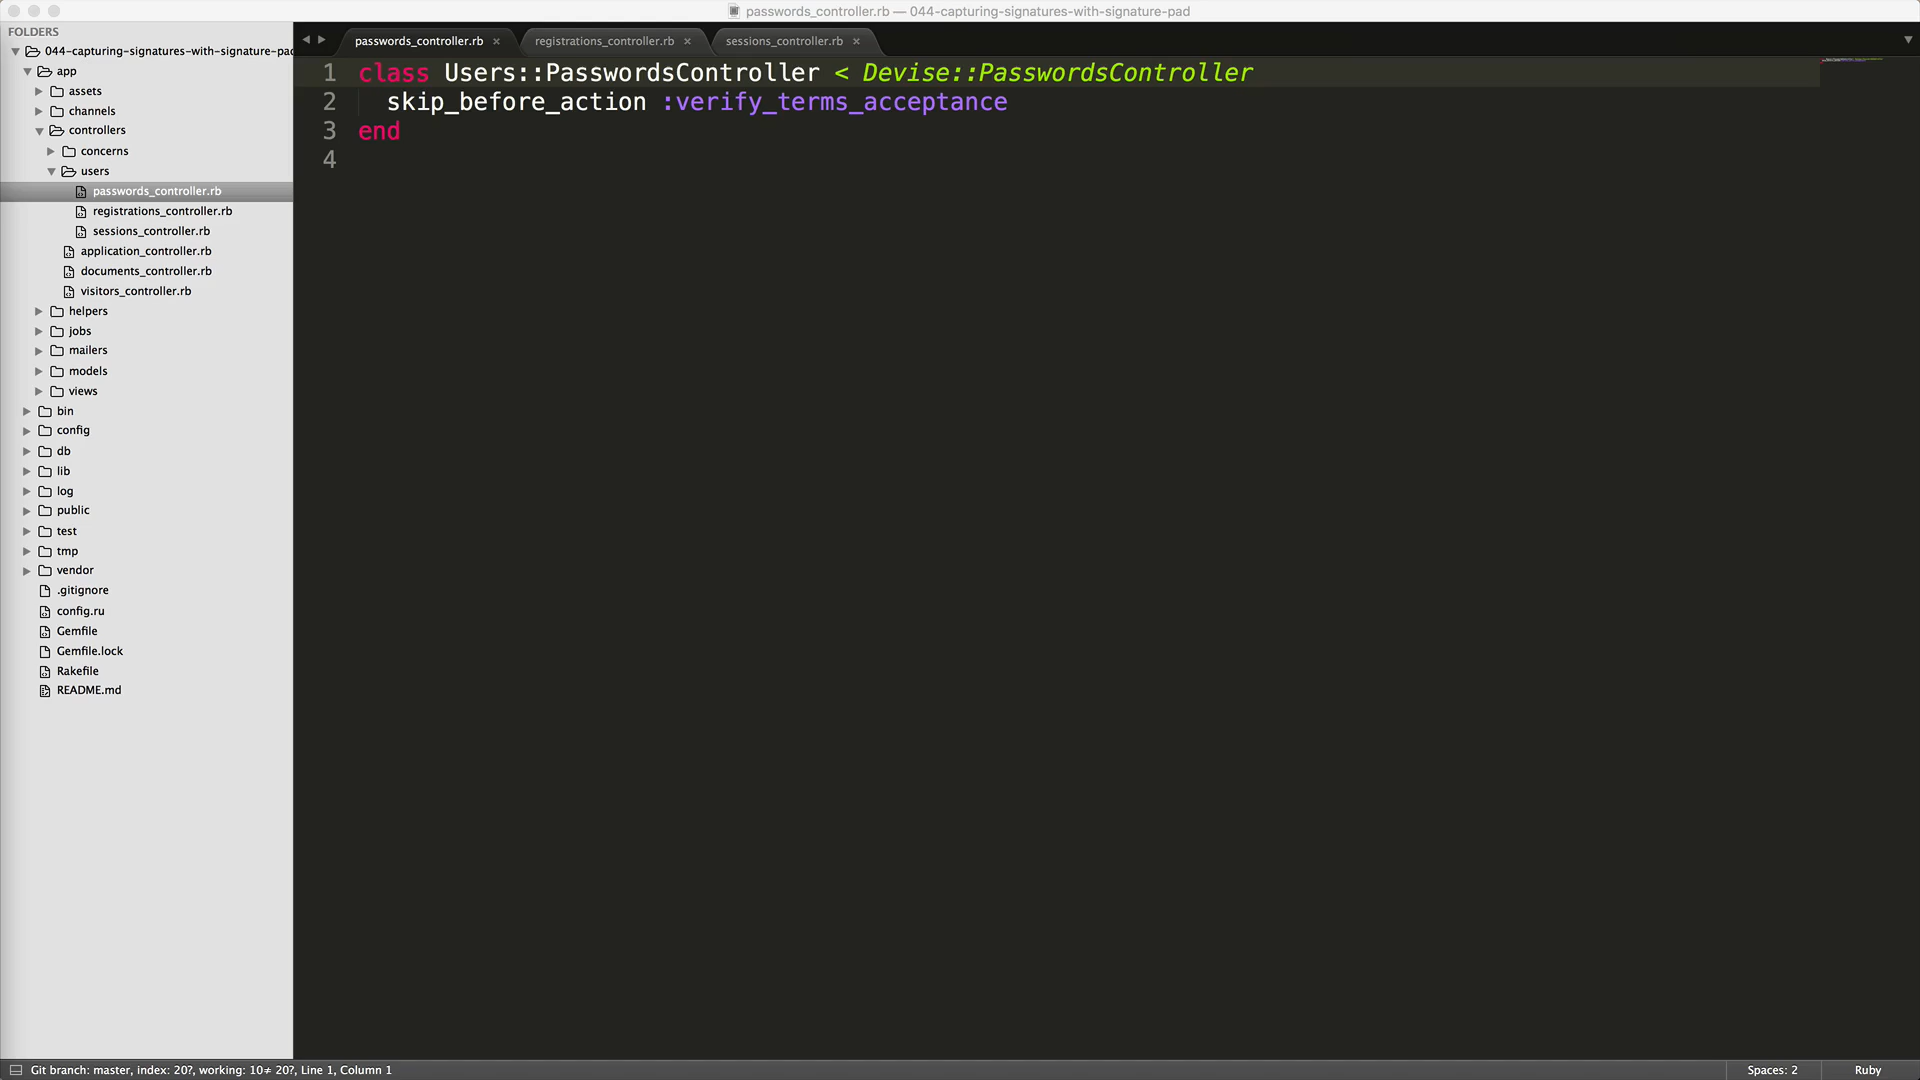 passwords_controller.rb — 044-capturing-signatures-with-signature-pad
FOLDERS
044-capturing-signatures-with-signature-pad
app
assets
channels
controllers
concerns
users
passwords_controller.rb
registrations_controller.rb
sessions_controller.rb
application_controller.rb
documents_controller.rb
visitors_controller.rb
helpers
jobs
mailers
models
views
bin
config
db
lib
log
public
test
tmp
vendor
.gitignore
config.ru
Gemfile
Gemfile.lock
Rakefile
README.md
passwords_controller.rb × registrations_controller.rb × sessions_controller.rb ×
1 class Users::PasswordsController < Devise::PasswordsController
2   skip_before_action :verify_terms_acceptance
3 end
4
Git branch: master, index: 20?, working: 10≠ 20?, Line 1, Column 1
Spaces: 2
Ruby